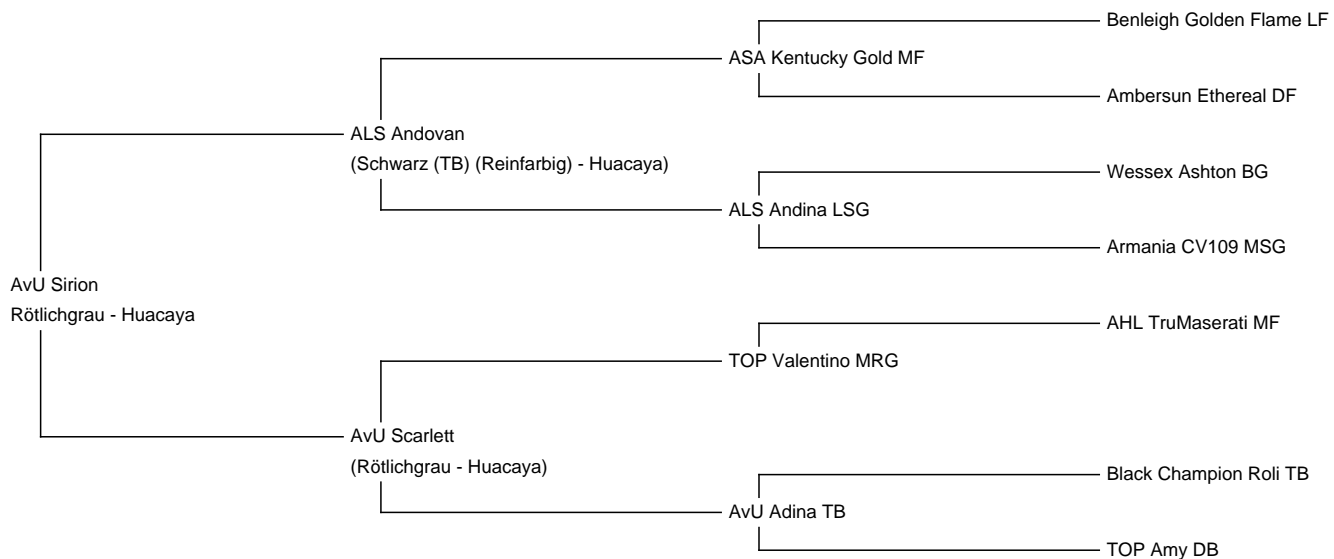 Benleigh Golden Flame LF
ASA Kentucky Gold MF
Ambersun Ethereal DF
ALS Andovan
(Schwarz (TB) (Reinfarbig) - Huacaya)
Wessex Ashton BG
ALS Andina LSG
Armania CV109 MSG
AvU Sirion
Rötlichgrau - Huacaya
AHL TruMaserati MF
TOP Valentino MRG
AvU Scarlett
(Rötlichgrau - Huacaya)
Black Champion Roli TB
AvU Adina TB
TOP Amy DB